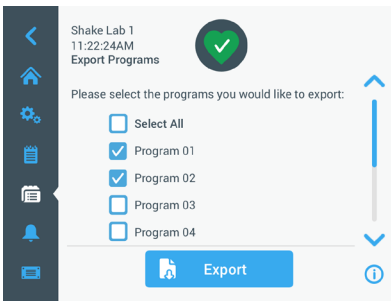 Shake Lab 1
11:22:24AM
Export Programs
Please select the programs you would like to export:
Select All
Program 01
Program 02
Program 03
Program 04
Export